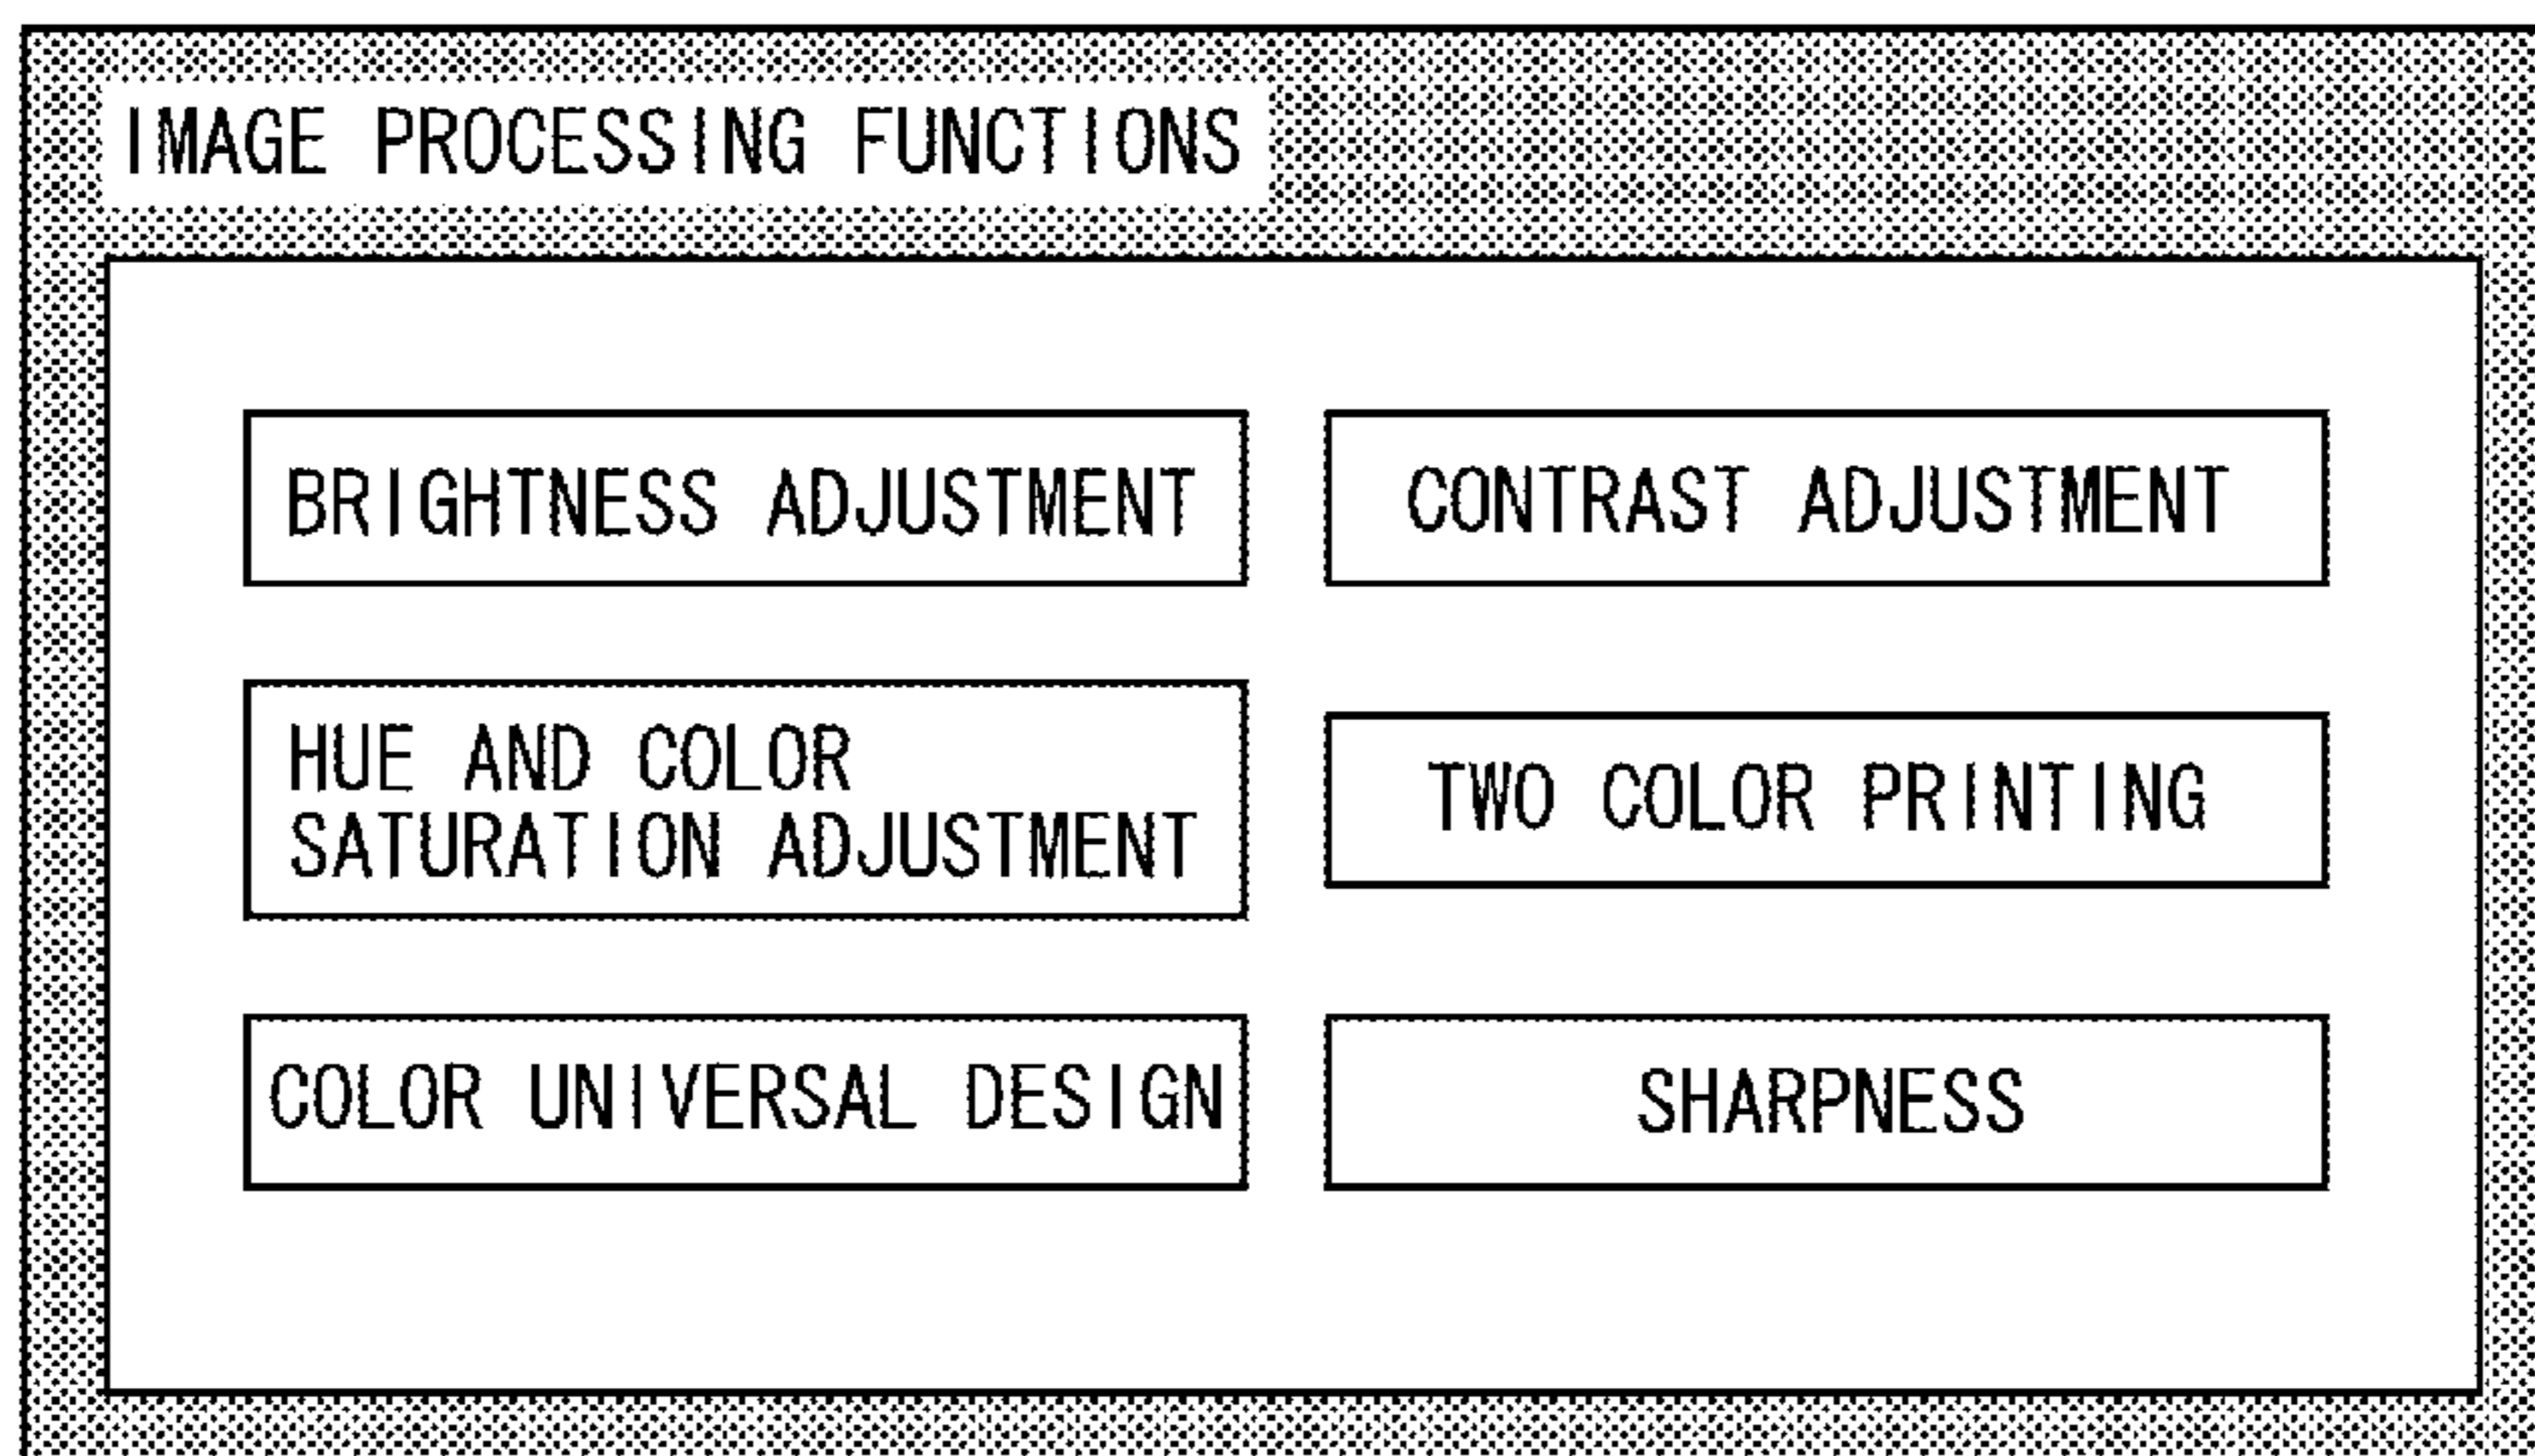 IMAGE PROCESSING FUNCTIONS
BRIGHTNESS ADJUSTMENT
CONTRAST ADJUSTMENT
HUE AND COLOR
SATURATION ADJUSTMENT
TWO COLOR PRINTING
COLOR UNIVERSAL DESIGN
SHARPNESS